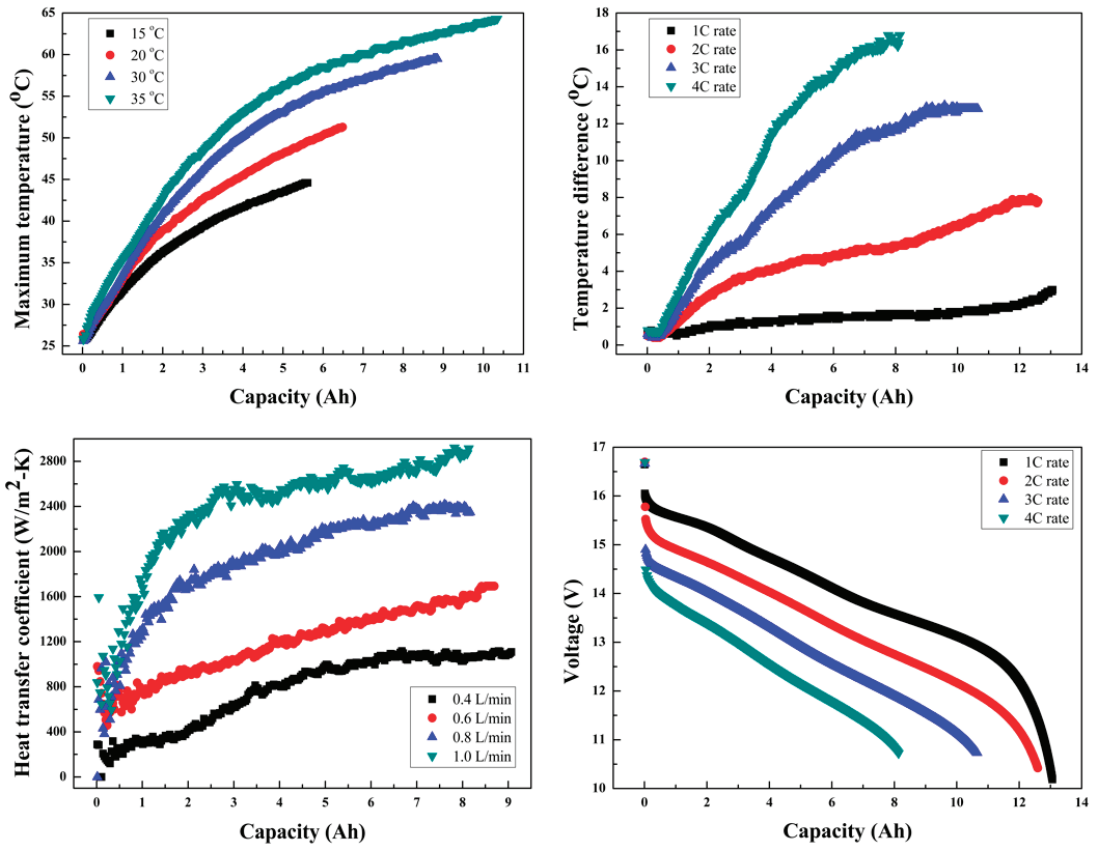 Maximum temperature (⁰C)
65
60
55
50
45
40
35
30
25
15 °C
20 °C
30 °C
35 °C
0 1 2 3 4 5 6 7 8 9 10 11
Capacity (Ah)
Temperature difference (⁰C)
18
16
14
12
10
8
6
4
2
0
1C rate
2C rate
3C rate
4C rate
0 2 4 6 8 10 12 14
Capacity (Ah)
Heat transfer coefficient (W/m²-K)
2800
2400
2000
1600
1200
800
400
0
0.4 L/min
0.6 L/min
0.8 L/min
1.0 L/min
0 1 2 3 4 5 6 7 8 9
Capacity (Ah)
Voltage (V)
17
16
15
14
13
12
11
10
1C rate
2C rate
3C rate
4C rate
0 2 4 6 8 10 12 14
Capacity (Ah)